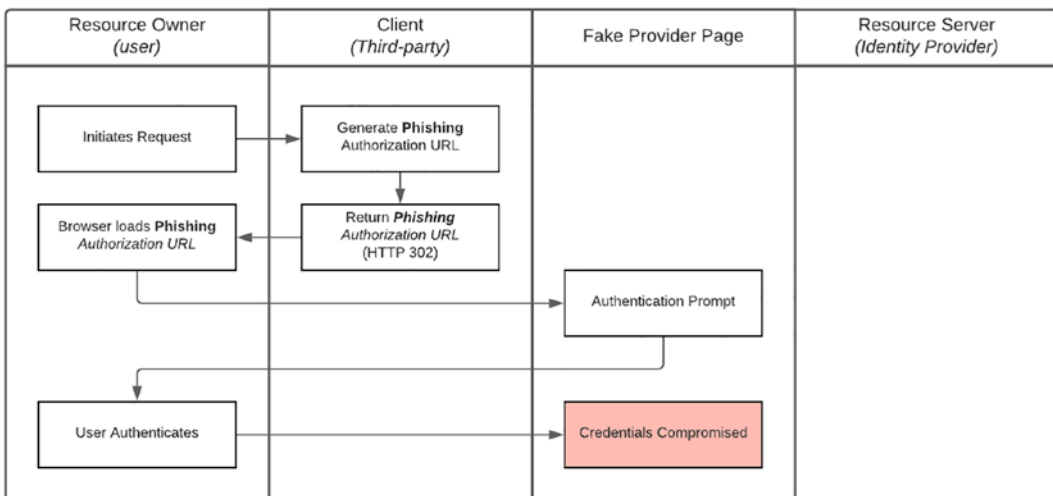 Resource Owner
(user)
Client
(Third-party)
Fake Provider Page
Resource Server
(Identity Provider)
Initiates Request
Generate Phishing
Authorization URL
Browser loads Phishing
Authorization URL
Return Phishing
Authorization URL
(HTTP 302)
Authentication Prompt
User Authenticates
Credentials Compromised